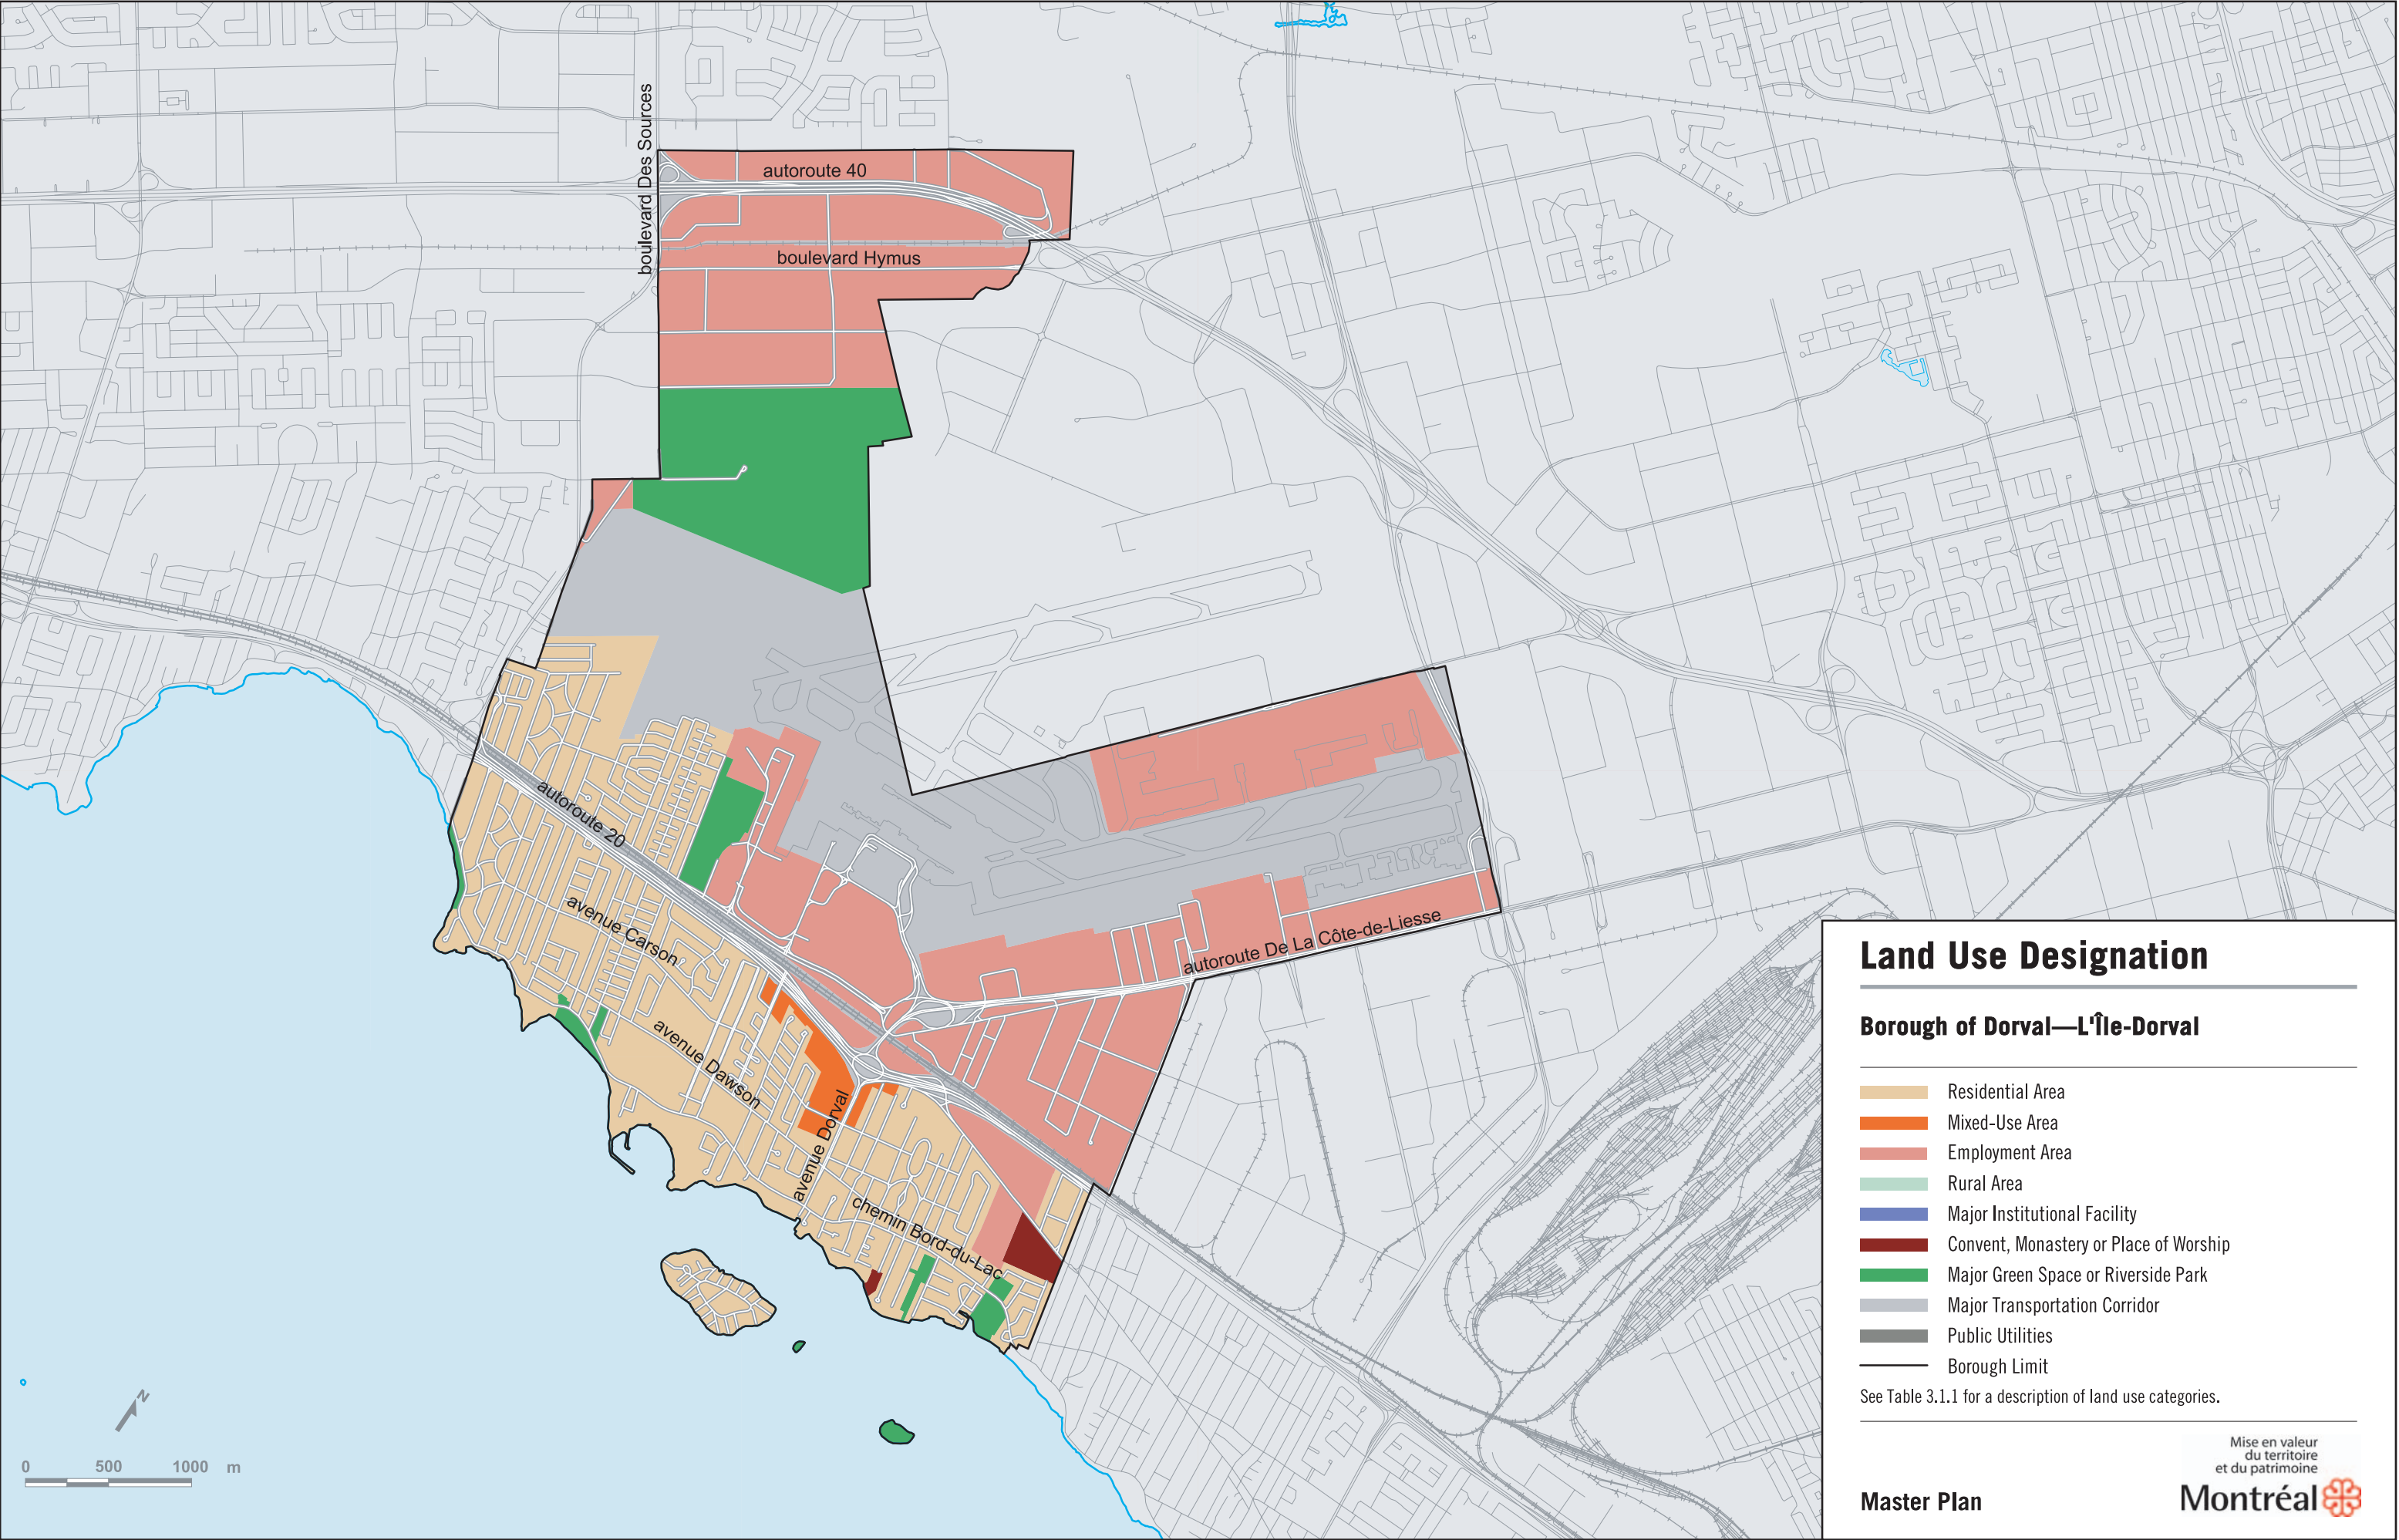 boulevard Des Sources
autoroute 40
boulevard Hymus
autoroute 20
avenue Carson
avenue Dawson
avenue Dorval
chemin Bord-du-Lac
autoroute De La Côte-de-Liesse
N
0 500 1000 m
Land Use Designation
Borough of Dorval—L'Île-Dorval
Residential Area
Mixed-Use Area
Employment Area
Rural Area
Major Institutional Facility
Convent, Monastery or Place of Worship
Major Green Space or Riverside Park
Major Transportation Corridor
Public Utilities
Borough Limit
See Table 3.1.1 for a description of land use categories.
Mise en valeur
du territoire
et du patrimoine
Master Plan
Montréal